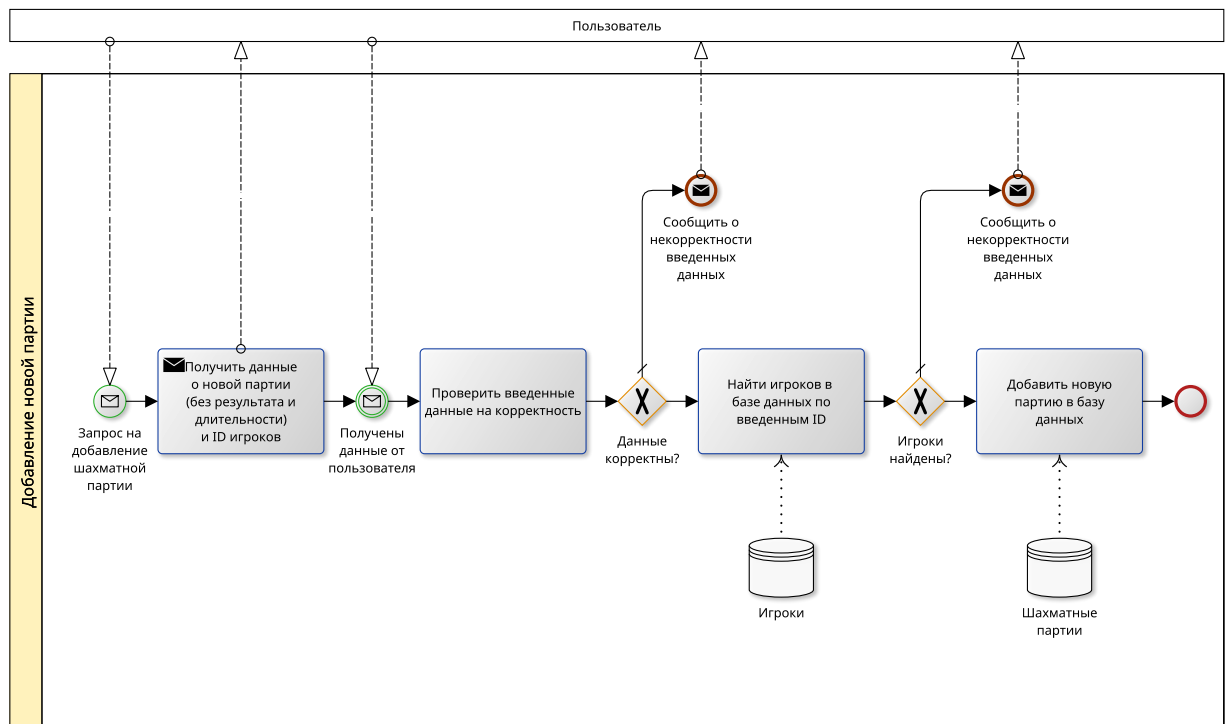 Пользователь
Добавление новой партии
Сообщить о
некорректности
введенных
данных
Сообщить о
некорректности
введенных
данных
Запрос на
добавление
шахматной
партии
Получить данные
о новой партии
(без результата и
длительности)
и ID игроков
Получены
данные от
пользователя
Проверить введенные
данные на корректность
Данные
корректны?
Найти игроков в
базе данных по
введенным ID
Игроки
найдены?
Добавить новую
партию в базу
данных
Игроки
Шахматные
партии